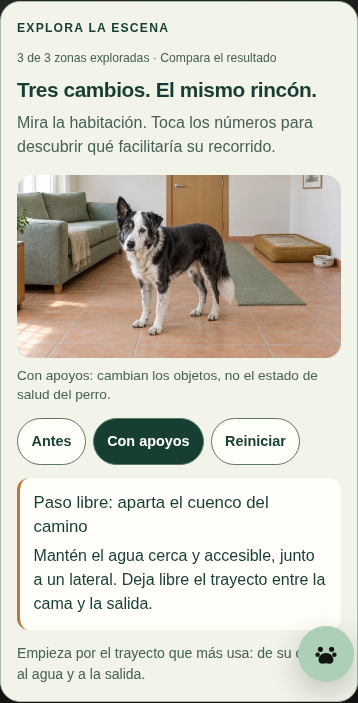 EXPLORA LA ESCENA
3 de 3 zonas exploradas · Compara el resultado
Tres cambios. El mismo rincón.
Mira la habitación. Toca los números para
descubrir qué facilitaría su recorrido.
Con apoyos: cambian los objetos, no el estado de
salud del perro.
Antes Con apoyos Reiniciar
Paso libre: aparta el cuenco del
camino
Mantén el agua cerca y accesible, junto
a un lateral. Deja libre el trayecto entre la
cama y la salida.
Empieza por el trayecto que más usa: de su
al agua y a la salida.